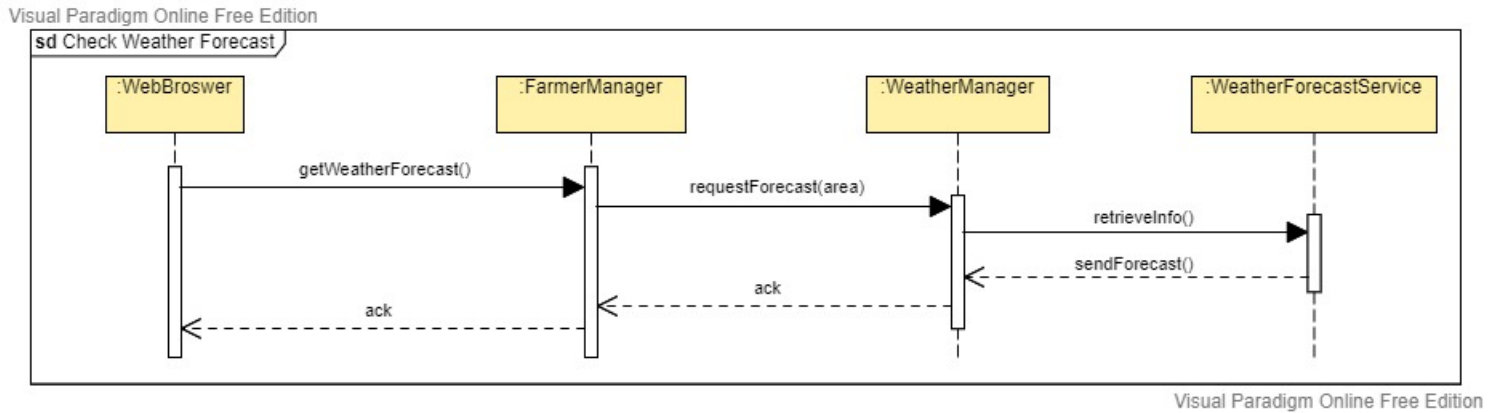 Visual Paradigm Online Free Edition
sd Check Weather Forecast
:WebBroswer
:FarmerManager
:WeatherManager
:WeatherForecastService
getWeatherForecast()
requestForecast(area)
retrieveInfo()
sendForecast()
ack
ack
Visual Paradigm Online Free Edition